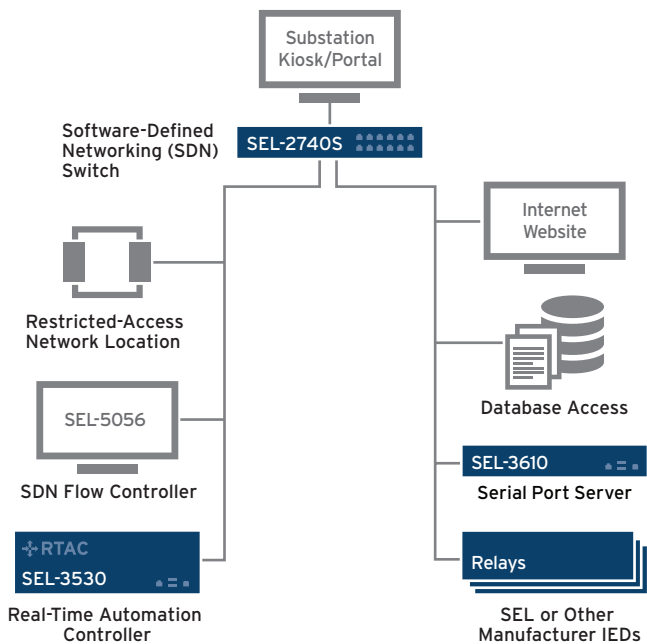 Substation
Kiosk/Portal
Software-Defined
Networking (SDN)
Switch
SEL-2740S
Internet
Website
Restricted-Access
Network Location
Database Access
SEL-5056
SDN Flow Controller
SEL-3610
Serial Port Server
RTAC
SEL-3530
Real-Time Automation
Controller
Relays
SEL or Other
Manufacturer IEDs